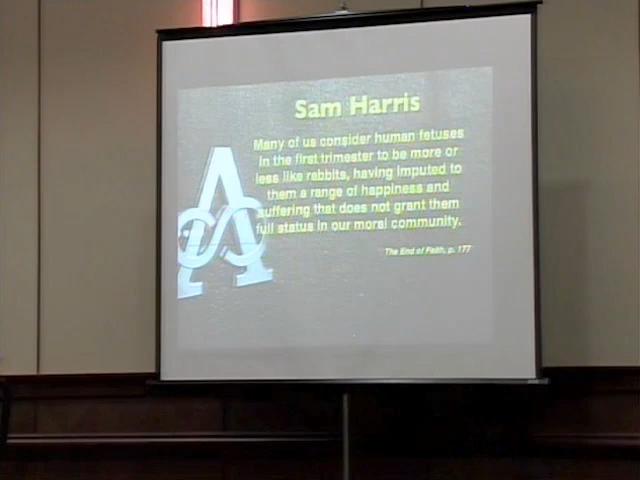 Sam Harris
Many of us consider human fetuses
in the first trimester to be more or
less like rabbits, having imputed to
them a range of happiness and
suffering that does not grant them
full status in our moral community.
The End of Faith, p. 177